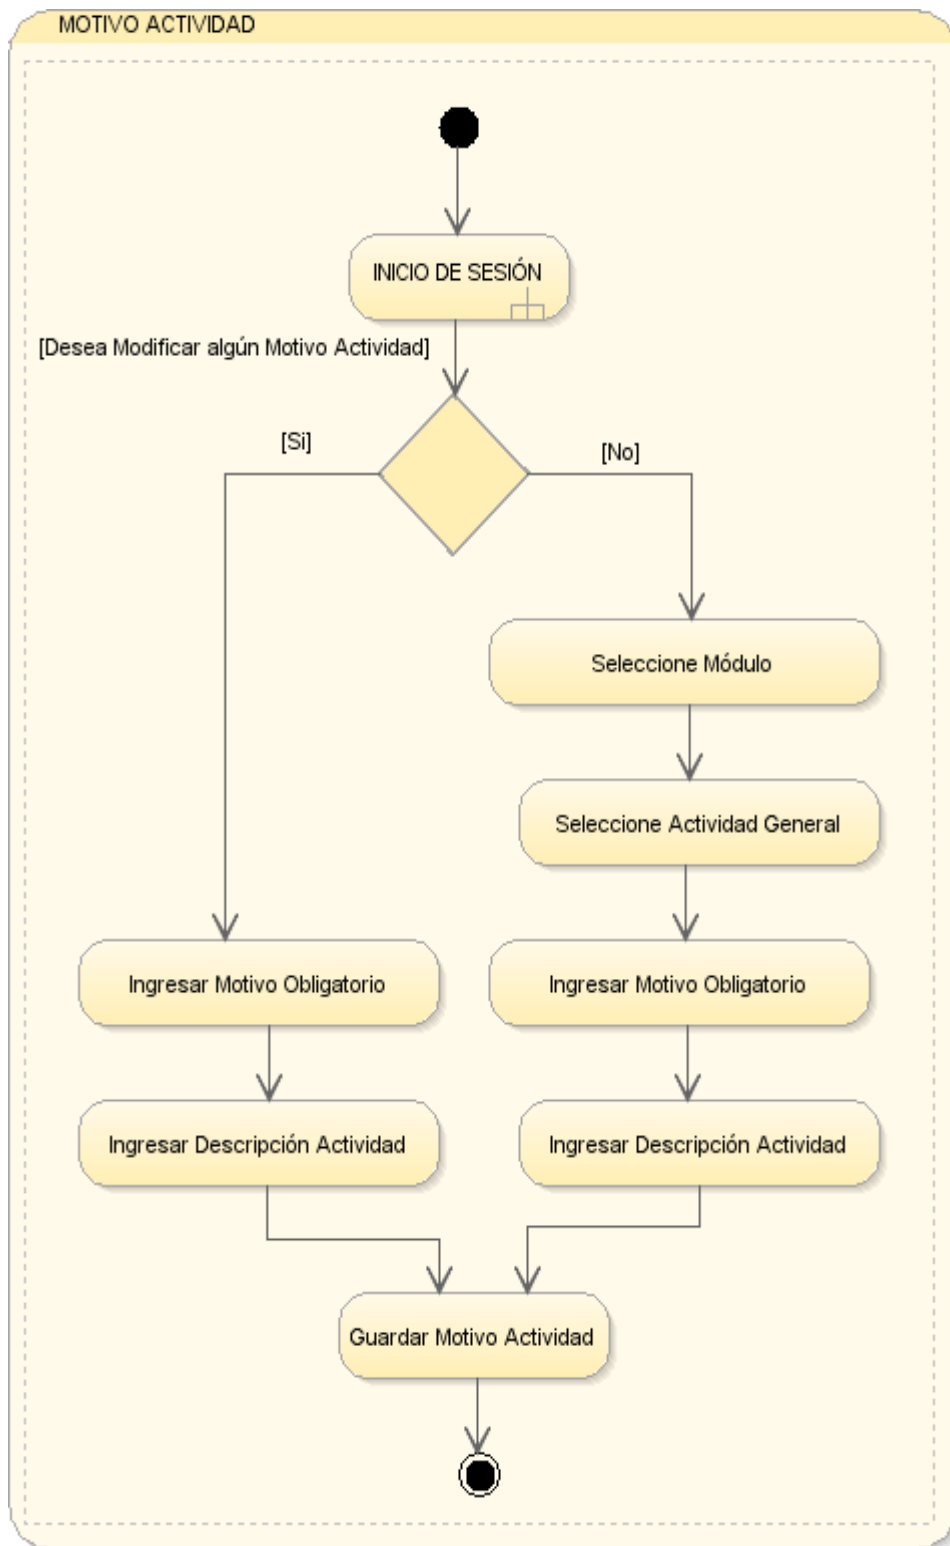 MOTIVO ACTIVIDAD
INICIO DE SESIÓN
[Desea Modificar algún Motivo Actividad]
[Si]
[No]
Seleccione Módulo
Seleccione Actividad General
Ingresar Motivo Obligatorio
Ingresar Motivo Obligatorio
Ingresar Descripción Actividad
Ingresar Descripción Actividad
Guardar Motivo Actividad